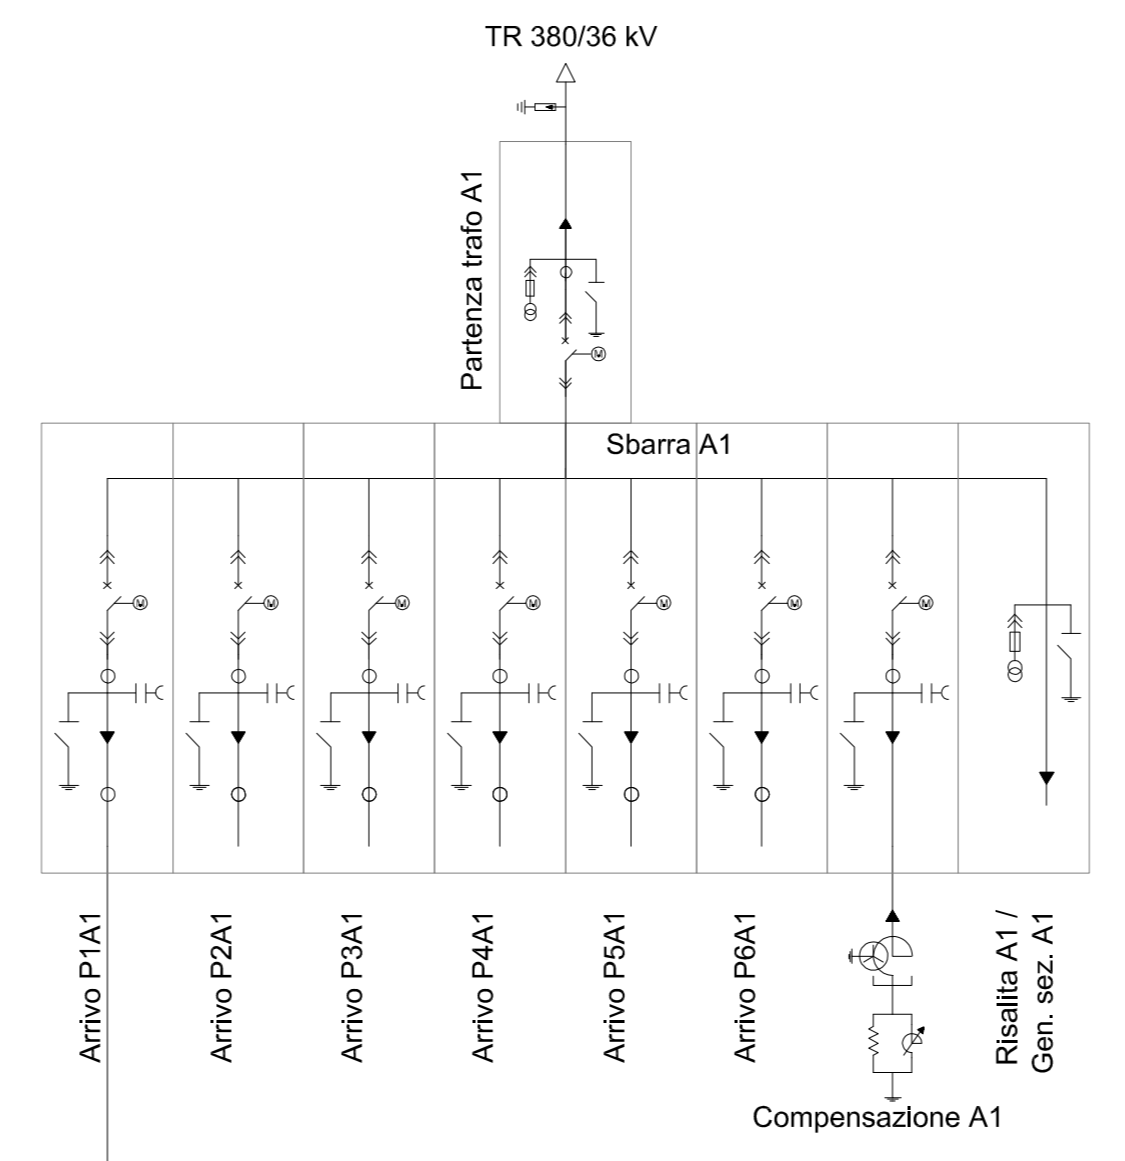 TR 380/36 kV
Partenza trafo A1
M
Sbarra A1
M
M
M
M
M
M
M
Arrivo P1A1
Arrivo P2A1
Arrivo P3A1
Arrivo P4A1
Arrivo P5A1
Arrivo P6A1
Risalita A1 /
Gen. sez. A1
Compensazione A1